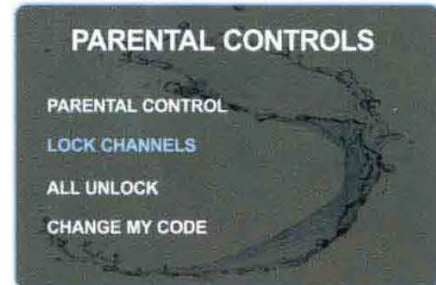 PARENTAL CONTROLS
PARENTAL CONTROL
LOCK CHANNELS
ALL UNLOCK
CHANGE MY CODE